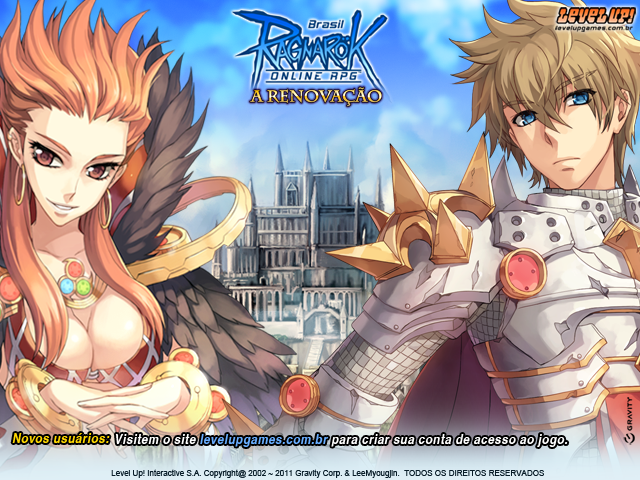 Brasil
RAGNARÖK
ONLINE RPG
A RENOVAÇÃO
LEVEL UP!
levelupgames.com.br
GRAVITY
Novos usuários: Visitem o site levelupgames.com.br para criar sua conta de acesso ao jogo.
Level Up! Interactive S.A. Copyright@ 2002 ~ 2011 Gravity Corp. & LeeMyougJin. TODOS OS DIREITOS RESERVADOS